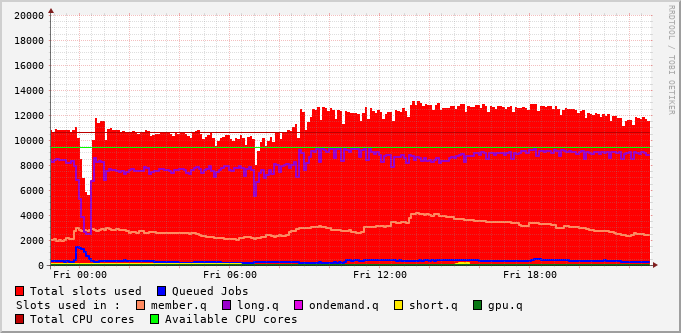 RRDTOOL / TOBI OETIKER
20000
18000
16000
14000
12000
10000
8000
6000
4000
2000
0
Fri 00:00 Fri 06:00 Fri 12:00 Fri 18:00
Total slots used Queued Jobs
Slots used in : member.q long.q ondemand.q short.q gpu.q
Total CPU cores Available CPU cores